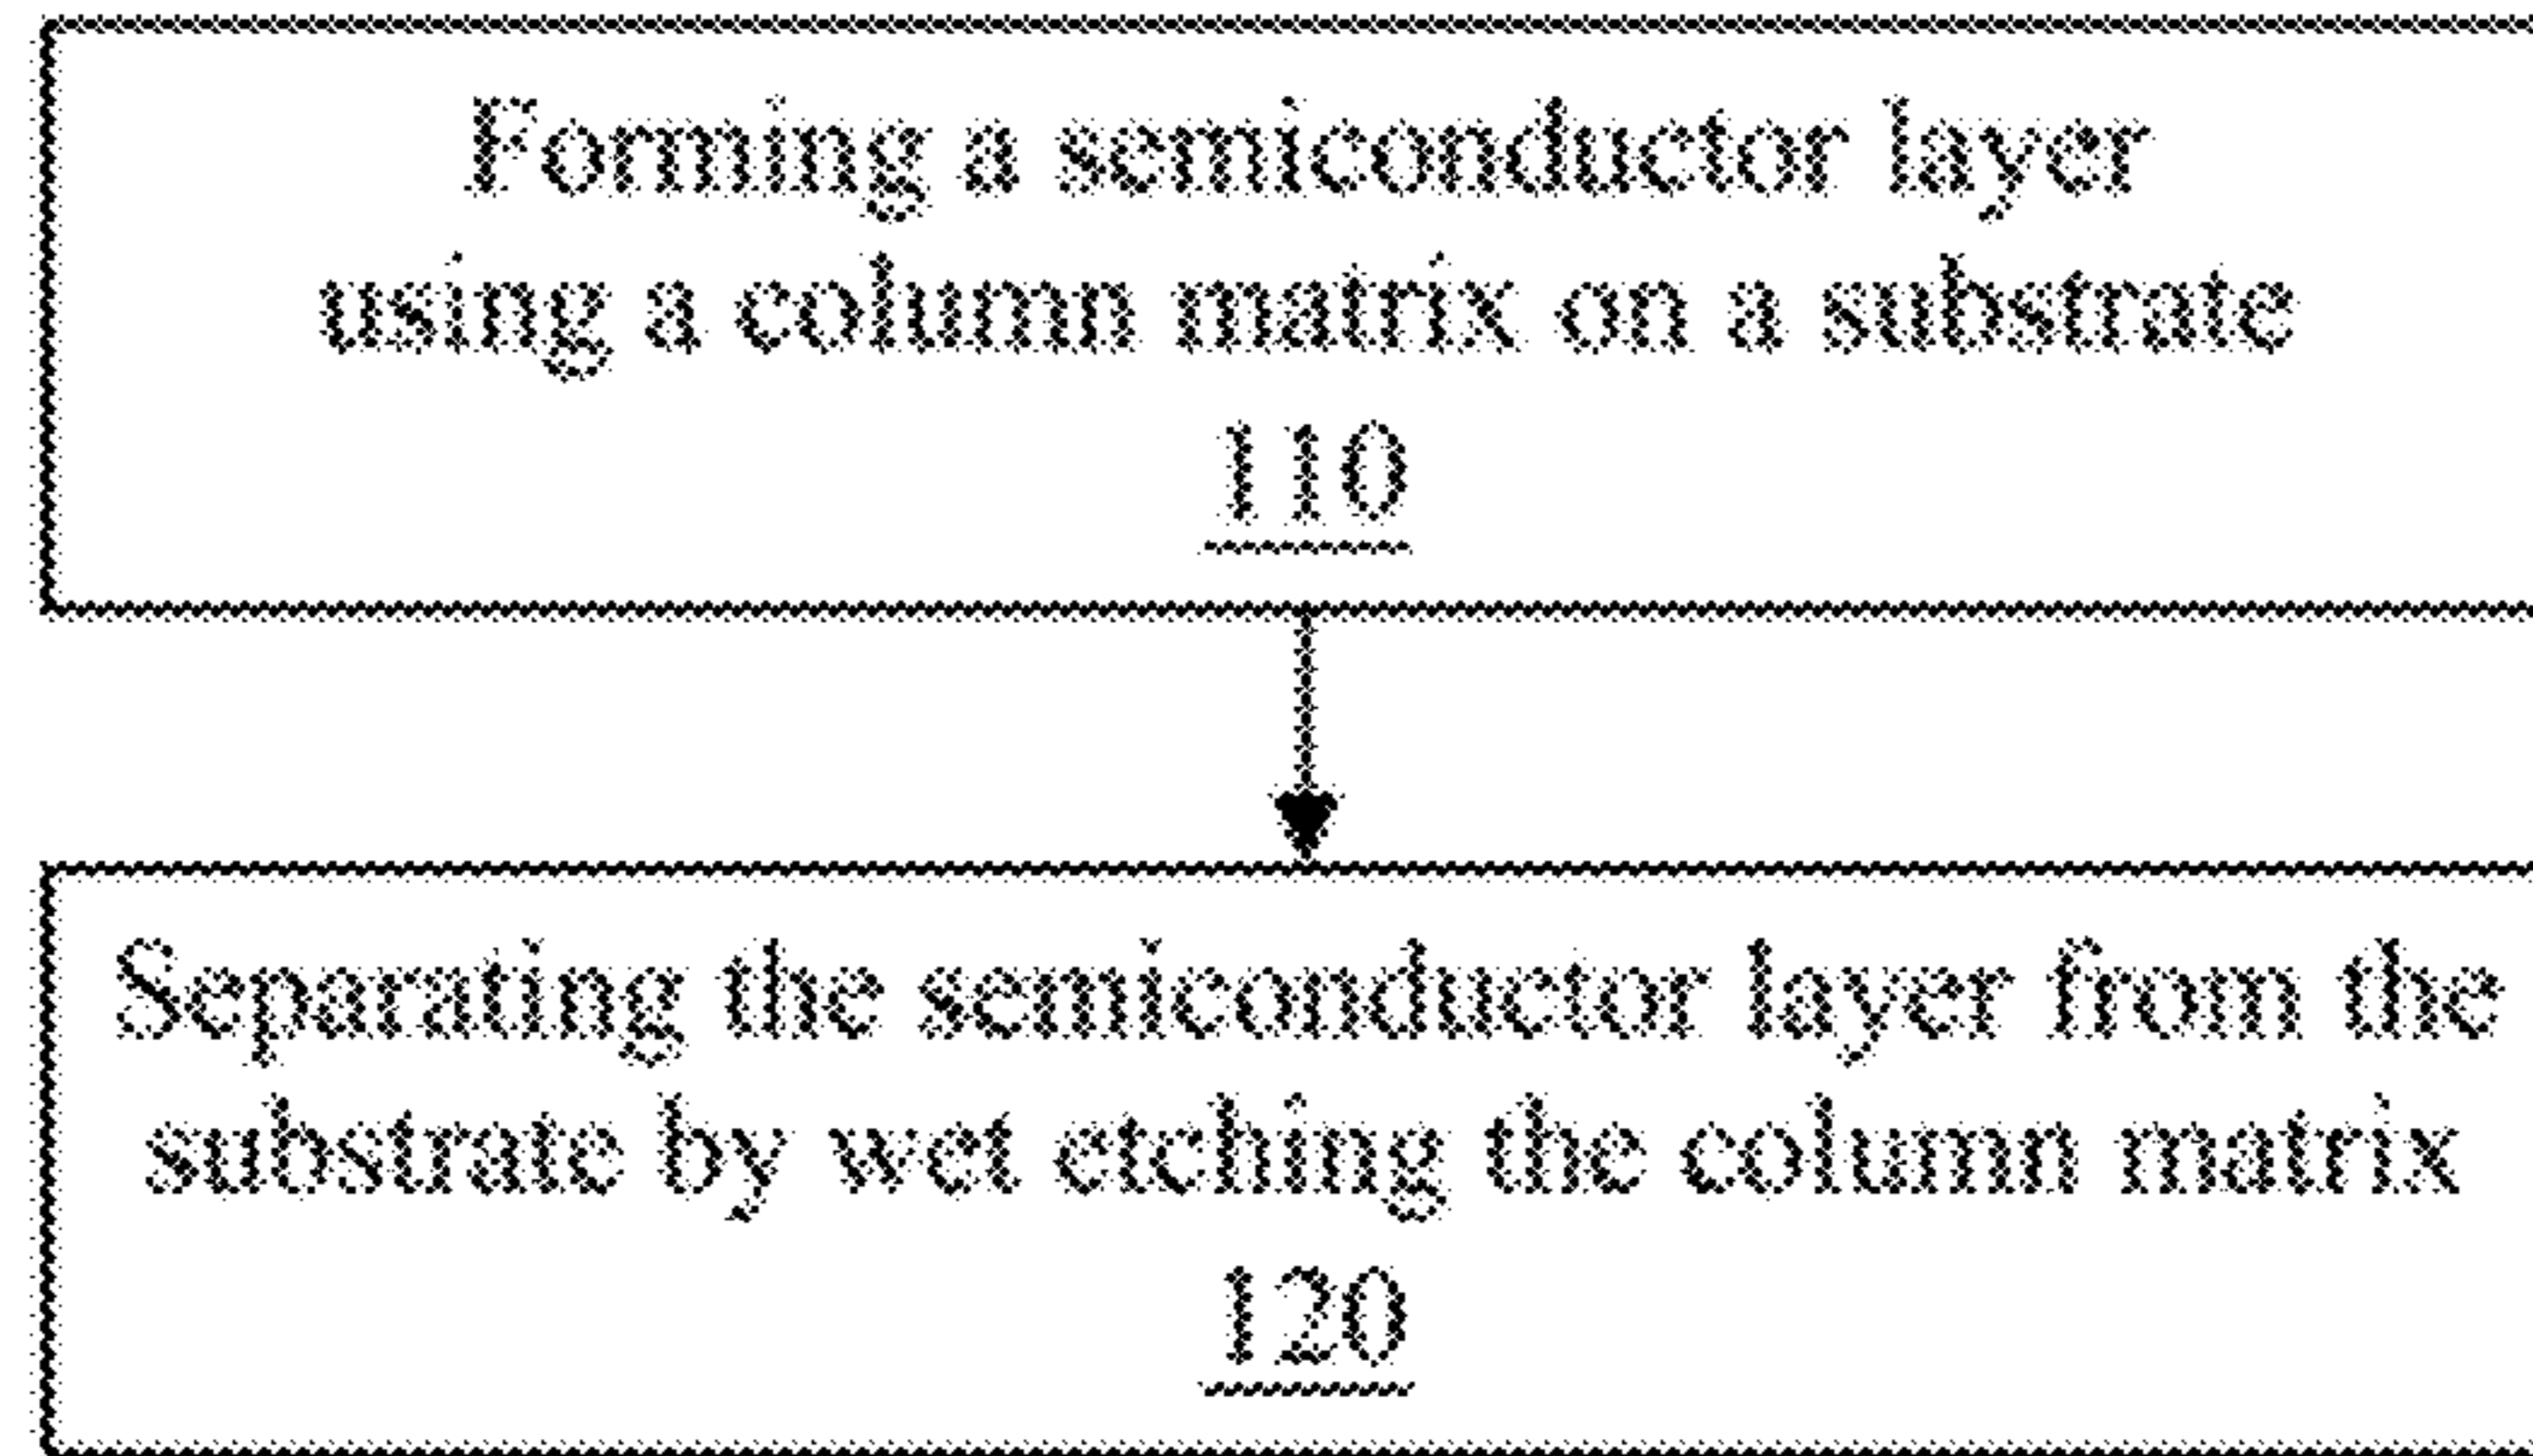 Forming a semiconductor layer
using a column matrix on a substrate
110
Separating the semiconductor layer from the
substrate by wet etching the column matrix
120